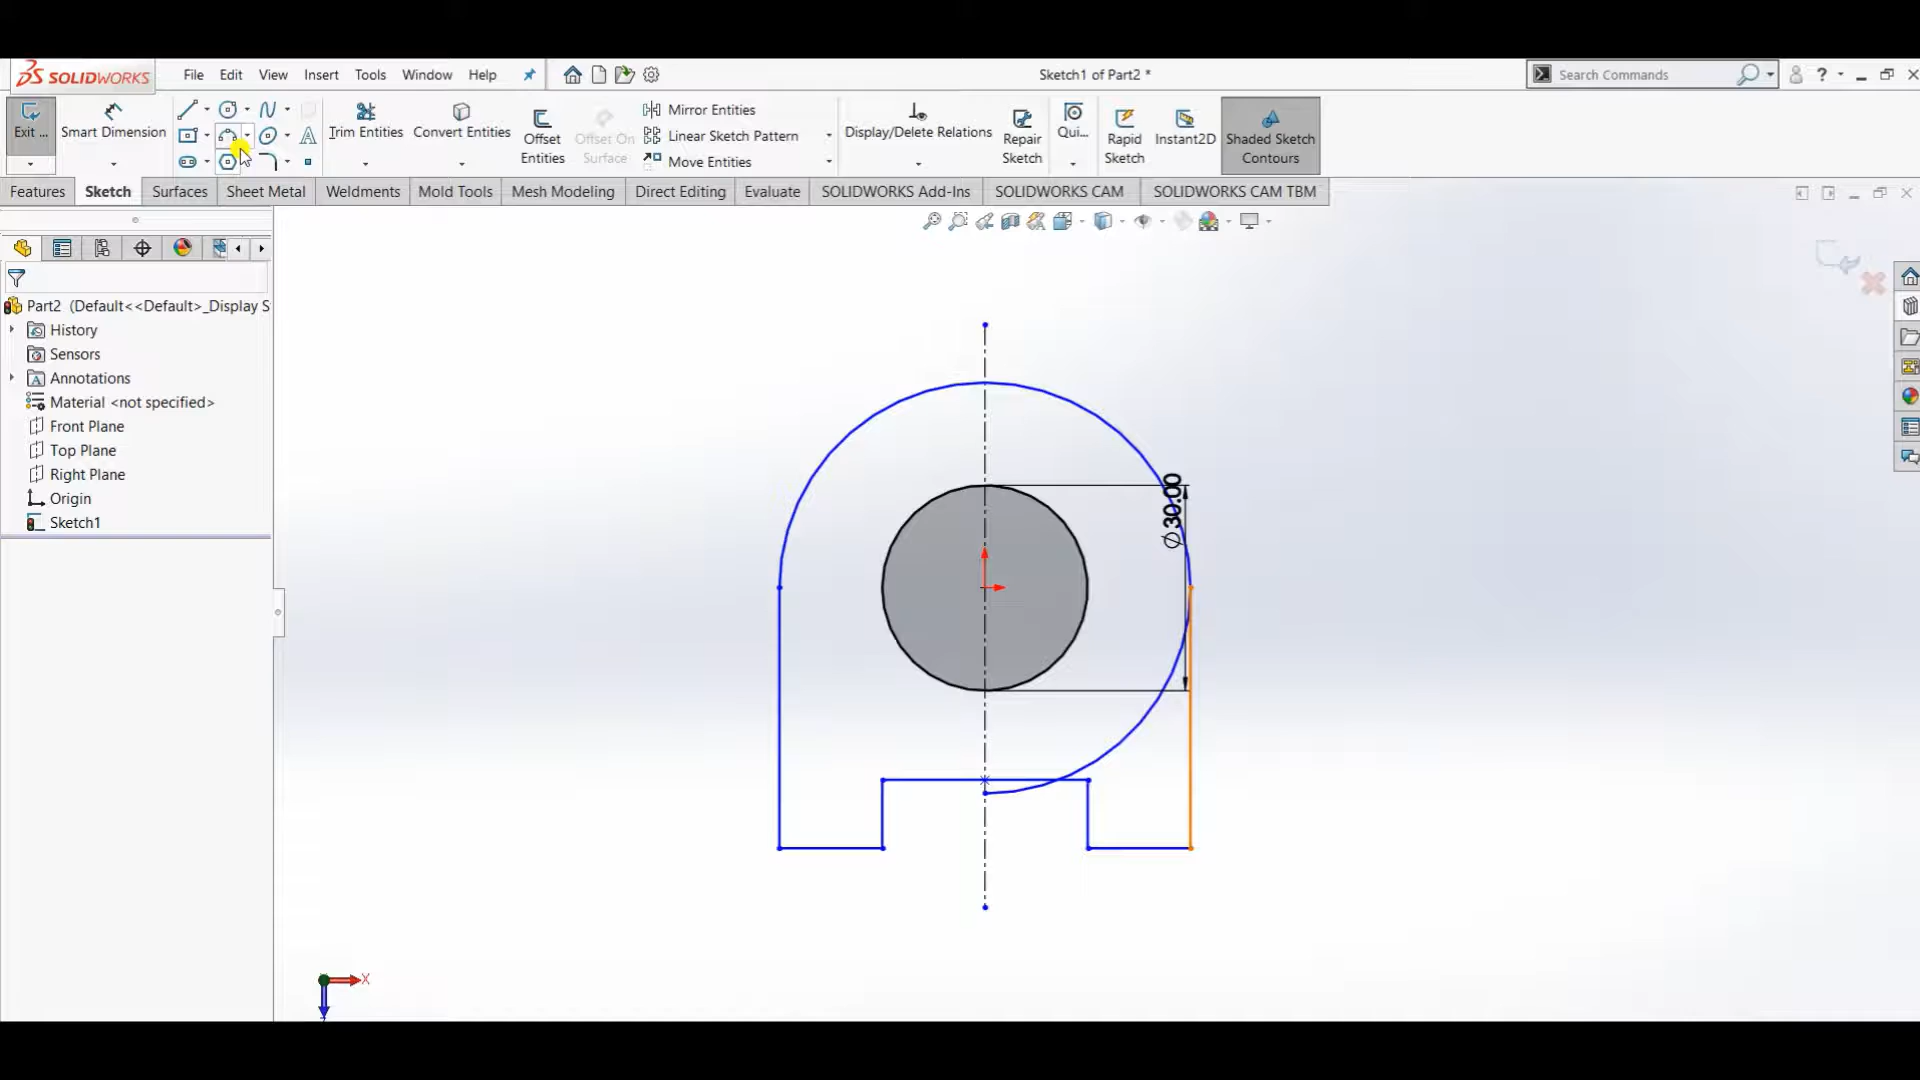 SOLIDWORKS File Edit View Insert Tools Window Help Sketch1 of Part2 * Search Commands ?
Exit ... Smart Dimension Trim Entities Convert Entities Offset Entities Offset On Surface Mirror Entities Linear Sketch Pattern Move Entities Display/Delete Relations Repair Sketch Qui... Rapid Sketch Instant2D Shaded Sketch Contours
Features Sketch Surfaces Sheet Metal Weldments Mold Tools Mesh Modeling Direct Editing Evaluate SOLIDWORKS Add-Ins SOLIDWORKS CAM SOLIDWORKS CAM TBM
Part2 (Default<<Default>_Display S
History
Sensors
Annotations
Material <not specified>
Front Plane
Top Plane
Right Plane
Origin
Sketch1
∅30.00
X